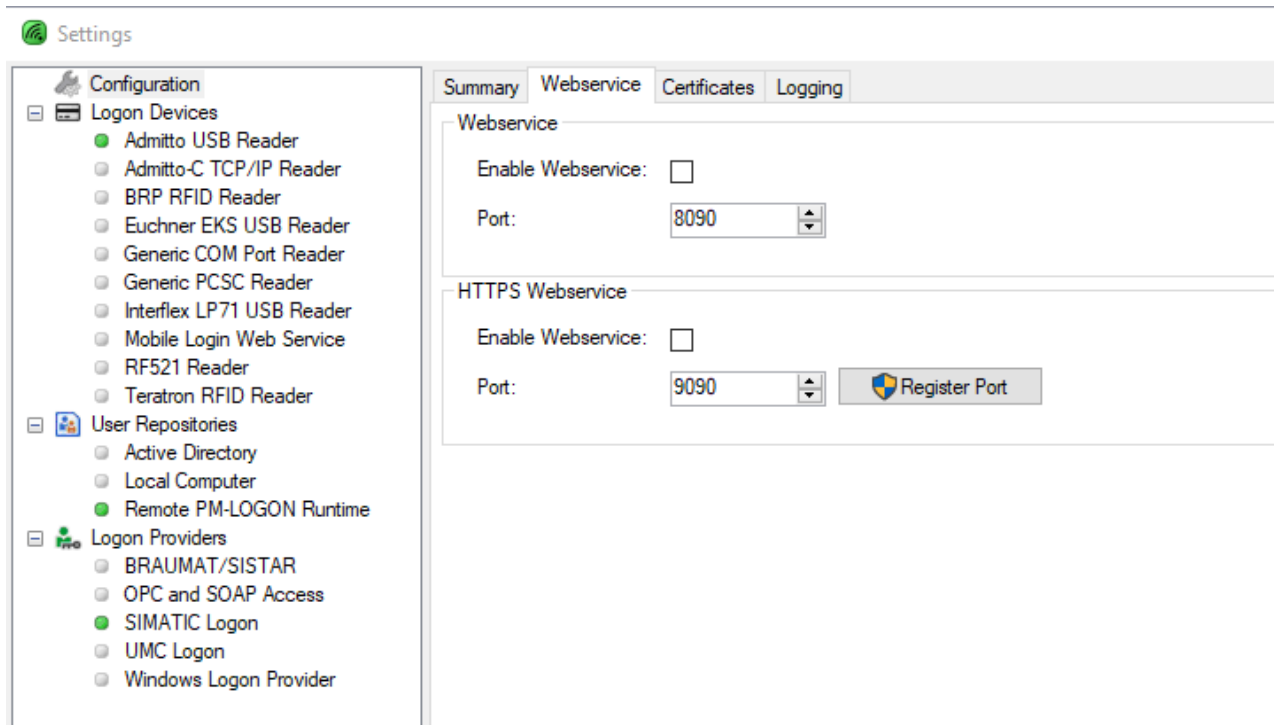 Settings
Configuration
Logon Devices
Admitto USB Reader
Admitto-C TCP/IP Reader
BRP RFID Reader
Euchner EKS USB Reader
Generic COM Port Reader
Generic PCSC Reader
Interflex LP71 USB Reader
Mobile Login Web Service
RF521 Reader
Teratron RFID Reader
User Repositories
Active Directory
Local Computer
Remote PM-LOGON Runtime
Logon Providers
BRAUMAT/SISTAR
OPC and SOAP Access
SIMATIC Logon
UMC Logon
Windows Logon Provider
Summary Webservice Certificates Logging
Webservice
Enable Webservice:
Port: 8090
HTTPS Webservice
Enable Webservice:
Port: 9090 Register Port